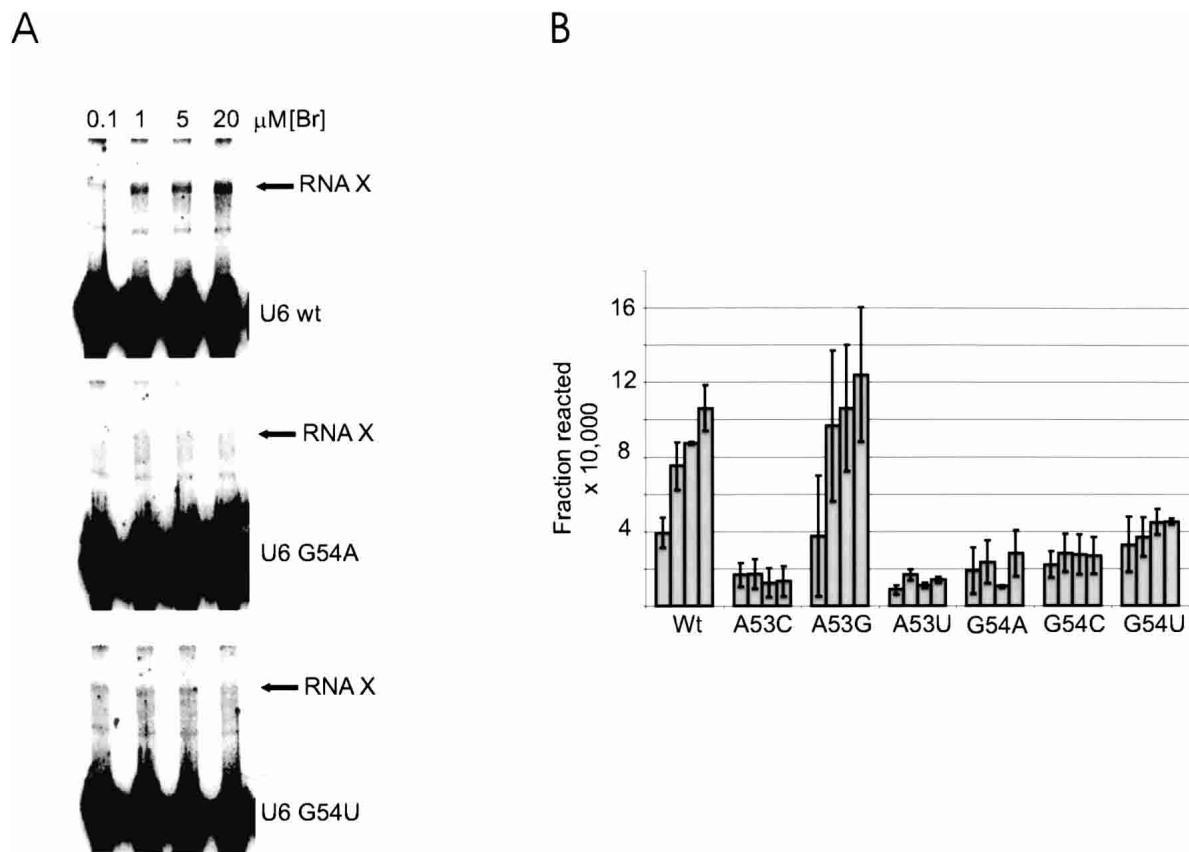 A
0.1 1 5 20 μM[Br]
RNA X
U6 wt
RNA X
U6 G54A
RNA X
U6 G54U
B
Fraction reacted
x 10,000
16
12
8
4
Wt A53C A53G A53U G54A G54C G54U